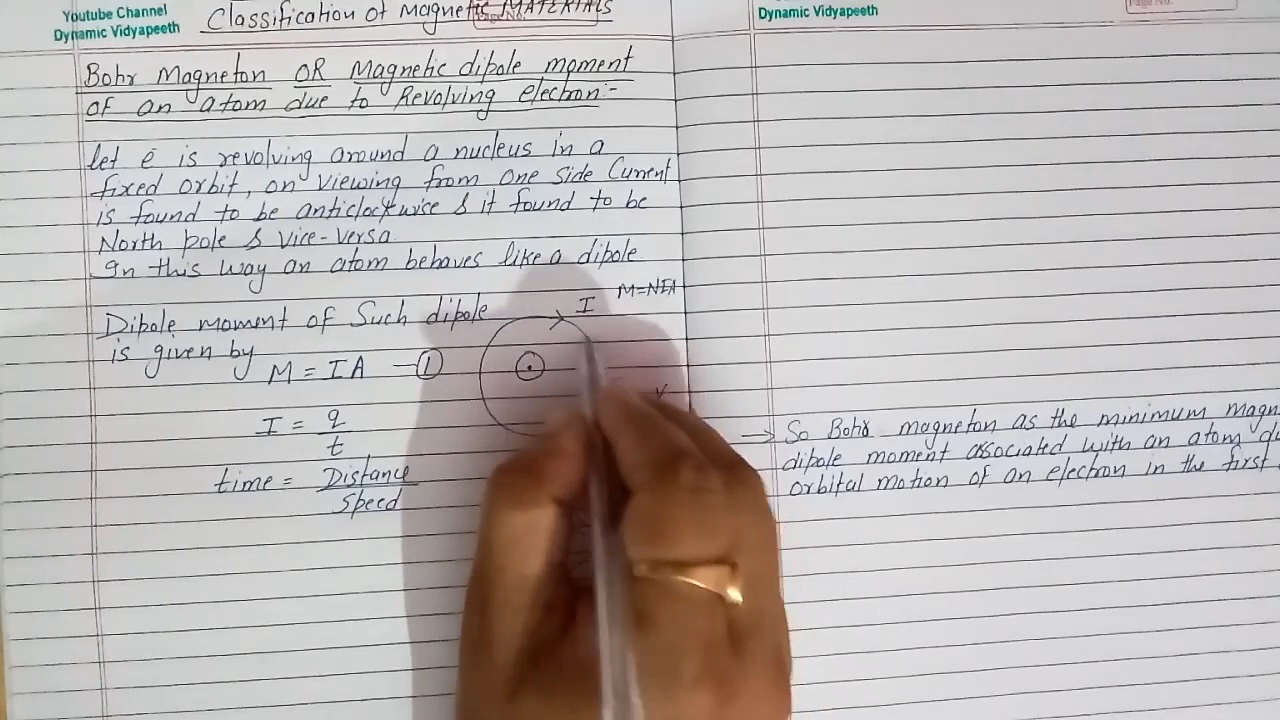 Youtube Channel
Dynamic Vidyapeeth
Classification of Magnetic MATERIALS
Page No.
Bohr Magneton OR Magnetic dipole moment
of an atom due to Revolving electron:-
let e is revolving around a nucleus in a
fixed orbit, on viewing from one side Current
is found to be anticlockwise & it found to be
North pole & Vice-Versa
In this way an atom behaves like a dipole
Dipole moment of Such dipole
is given by
M = IA —①
I
M=NIA
I = q/t
time = Distance/Speed
Dynamic Vidyapeeth
Page No.
→ So Bohr magneton as the minimum magn
dipole moment associated with an atom d
orbital motion of an electron in the first